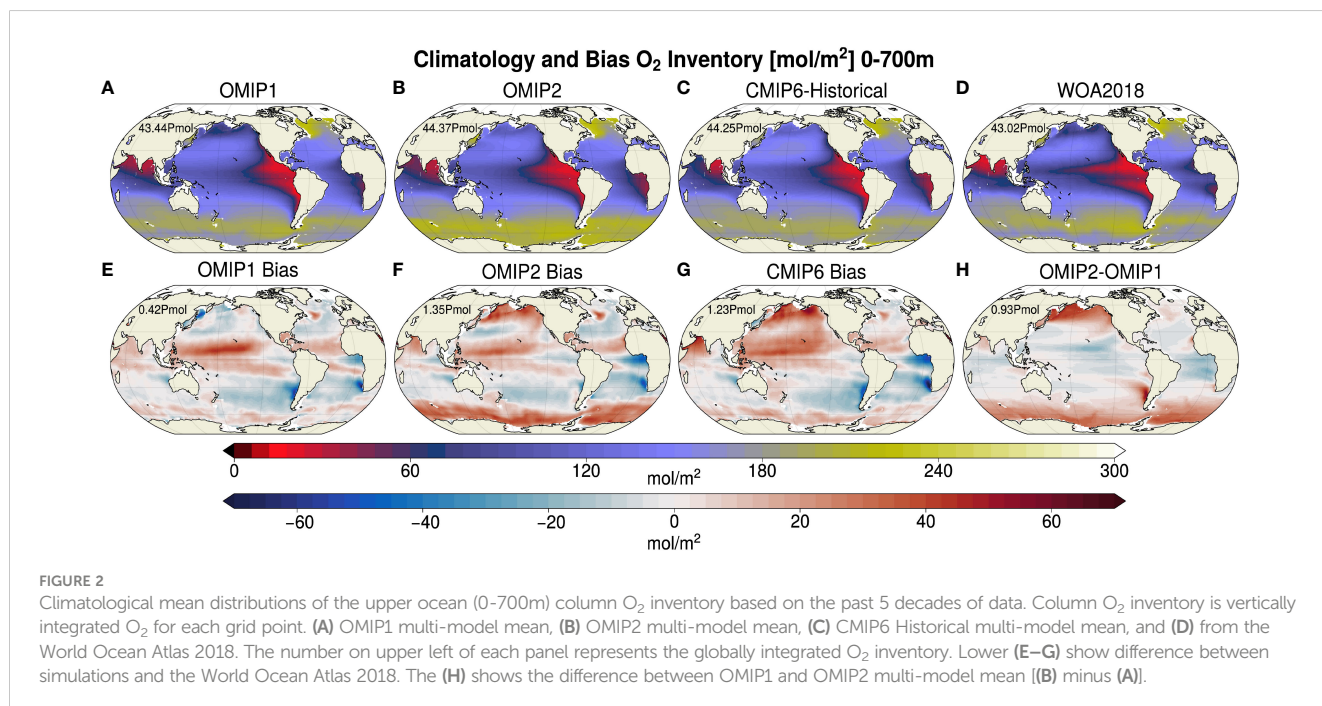 Climatology and Bias O₂ Inventory [mol/m²] 0-700m
A OMIP1
B OMIP2
C CMIP6-Historical
D WOA2018
43.44Pmol
44.37Pmol
44.25Pmol
43.02Pmol
E OMIP1 Bias
F OMIP2 Bias
G CMIP6 Bias
H OMIP2-OMIP1
0.42Pmol
1.35Pmol
1.23Pmol
0.93Pmol
0 60 120 180 240 300
mol/m²
−60 −40 −20 0 20 40 60
mol/m²
FIGURE 2
Climatological mean distributions of the upper ocean (0-700m) column O₂ inventory based on the past 5 decades of data. Column O₂ inventory is vertically
integrated O₂ for each grid point. (A) OMIP1 multi-model mean, (B) OMIP2 multi-model mean, (C) CMIP6 Historical multi-model mean, and (D) from the
World Ocean Atlas 2018. The number on upper left of each panel represents the globally integrated O₂ inventory. Lower (E–G) show difference between
simulations and the World Ocean Atlas 2018. The (H) shows the difference between OMIP1 and OMIP2 multi-model mean [(B) minus (A)].